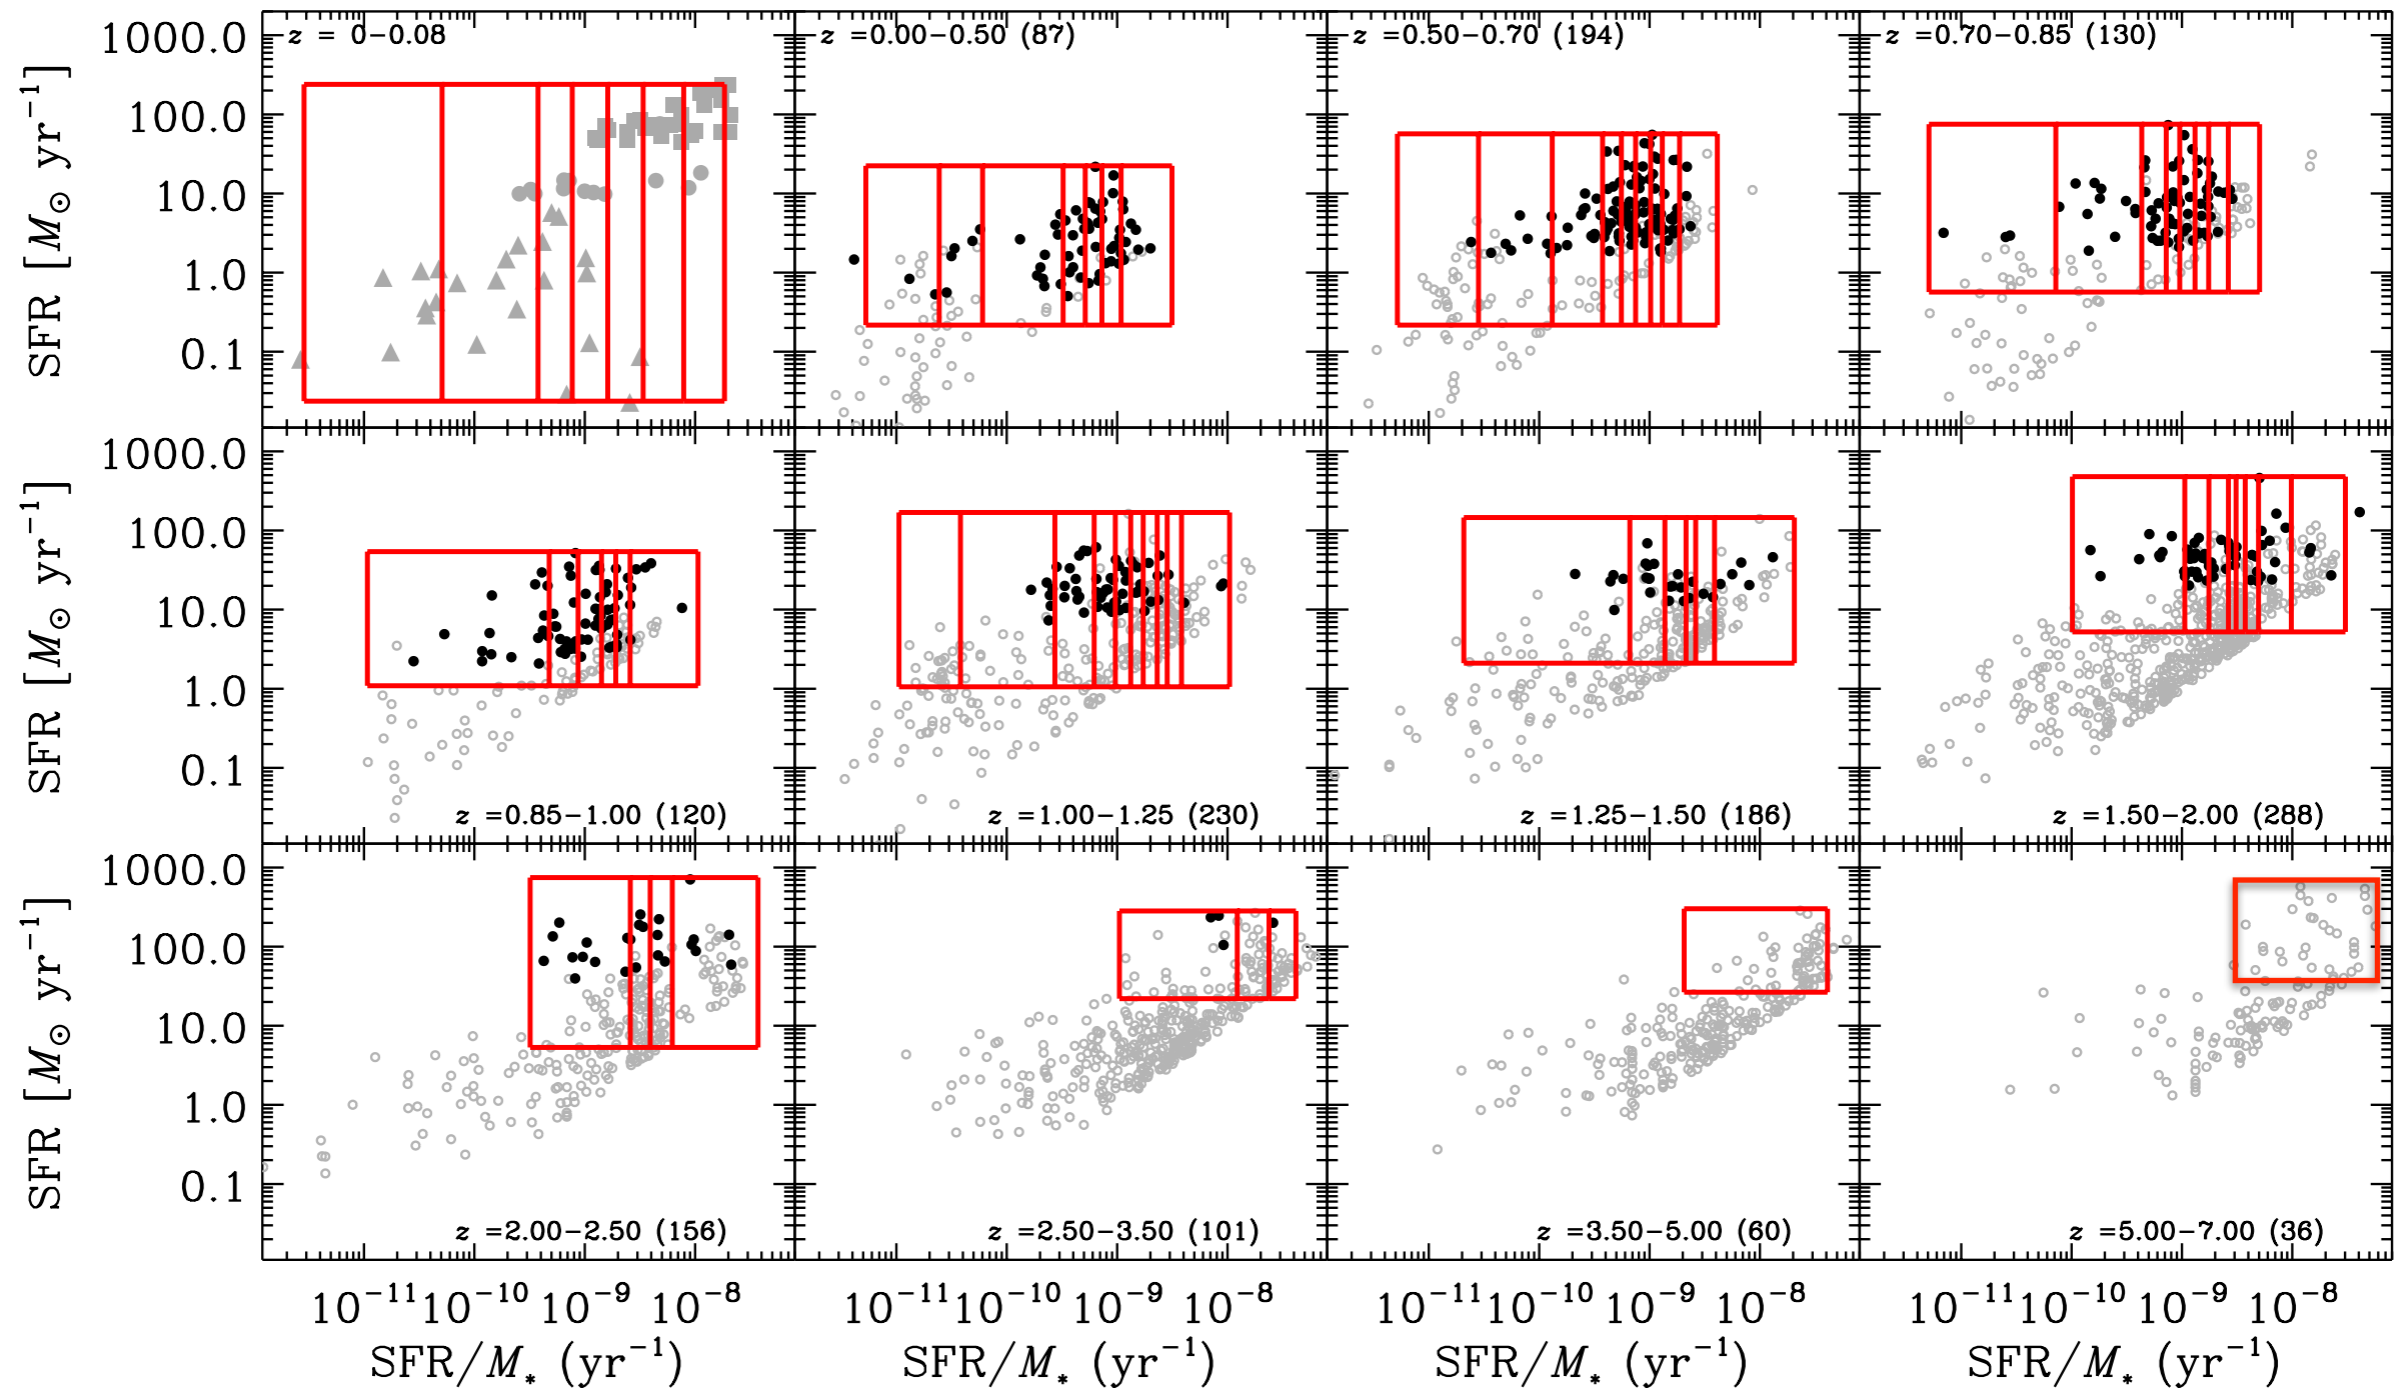 z = 0−0.08
z =0.00−0.50 (87)
z =0.50−0.70 (194)
z =0.70−0.85 (130)
1000.0
100.0
10.0
1.0
0.1
SFR [M⊙ yr⁻¹]
1000.0
100.0
10.0
1.0
0.1
SFR [M⊙ yr⁻¹]
z =0.85−1.00 (120)
z =1.00−1.25 (230)
z =1.25−1.50 (186)
z =1.50−2.00 (288)
1000.0
100.0
10.0
1.0
0.1
SFR [M⊙ yr⁻¹]
z =2.00−2.50 (156)
z =2.50−3.50 (101)
z =3.50−5.00 (60)
z =5.00−7.00 (36)
10⁻¹¹ 10⁻¹⁰ 10⁻⁹ 10⁻⁸
10⁻¹¹ 10⁻¹⁰ 10⁻⁹ 10⁻⁸
10⁻¹¹ 10⁻¹⁰ 10⁻⁹ 10⁻⁸
10⁻¹¹ 10⁻¹⁰ 10⁻⁹ 10⁻⁸
SFR/M* (yr⁻¹)
SFR/M* (yr⁻¹)
SFR/M* (yr⁻¹)
SFR/M* (yr⁻¹)